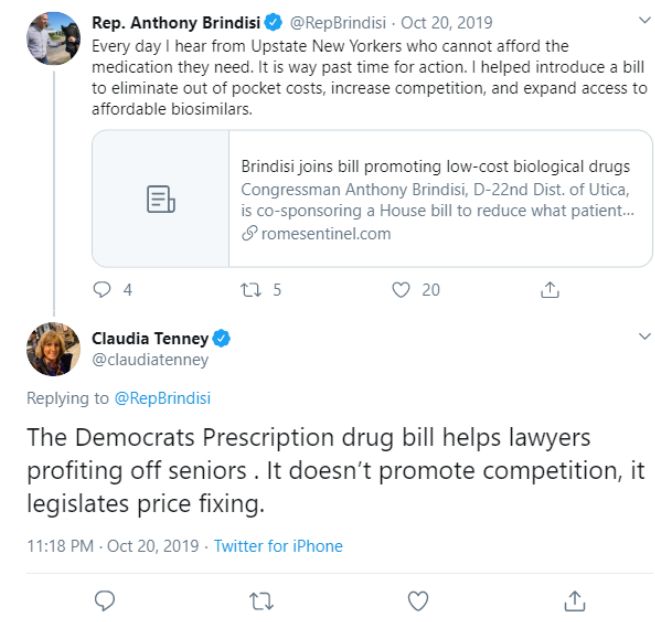 Rep. Anthony Brindisi @RepBrindisi · Oct 20, 2019
Every day I hear from Upstate New Yorkers who cannot afford the
medication they need. It is way past time for action. I helped introduce a bill
to eliminate out of pocket costs, increase competition, and expand access to
affordable biosimilars.
Brindisi joins bill promoting low-cost biological drugs
Congressman Anthony Brindisi, D-22nd Dist. of Utica,
is co-sponsoring a House bill to reduce what patient...
romesentinel.com
4 5 20
Claudia Tenney
@claudiatenney
Replying to @RepBrindisi
The Democrats Prescription drug bill helps lawyers
profiting off seniors . It doesn’t promote competition, it
legislates price fixing.
11:18 PM · Oct 20, 2019 · Twitter for iPhone